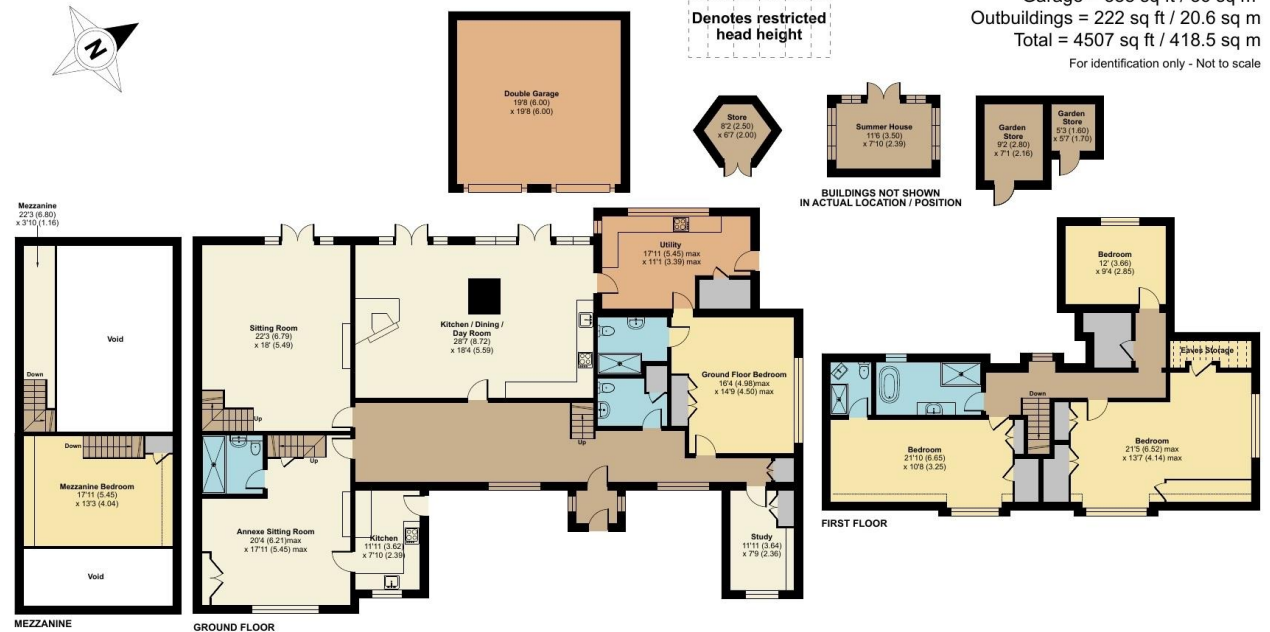 Outbuildings = 222 sq ft / 20.6 sq m
Total = 4507 sq ft / 418.5 sq m
For identification only - Not to scale
Denotes restricted
head height
N
Double Garage
19'8 (6.00)
x 19'8 (6.00)
Store
8'2 (2.50)
x 6'7 (2.00)
Summer House
11'6 (3.50)
x 7'10 (2.39)
Garden
Store
9'2 (2.80)
x 7'1 (2.16)
Garden
Store
5'3 (1.60)
x 5'7 (1.70)
BUILDINGS NOT SHOWN
IN ACTUAL LOCATION / POSITION
Mezzanine
22'3 (6.80)
x 3'10 (1.16)
Void
Down
Down
Mezzanine Bedroom
17'11 (5.45)
x 13'3 (4.04)
Void
MEZZANINE
Sitting Room
22'3 (6.79)
x 18' (5.49)
Up
Up
Kitchen / Dining /
Day Room
28'7 (8.72)
x 18'4 (5.59)
Utility
17'11 (5.45) max
x 11'1 (3.39) max
Ground Floor Bedroom
16'4 (4.98)max
x 14'9 (4.50) max
Up
Annexe Sitting Room
20'4 (6.21)max
x 17'11 (5.45) max
Kitchen
11'11 (3.62)
x 7'10 (2.39)
Study
11'11 (3.64)
x 7'9 (2.36)
GROUND FLOOR
Bedroom
12' (3.66)
x 9'4 (2.85)
Eaves Storage
Down
Bedroom
21'10 (6.65)
x 10'8 (3.25)
Bedroom
21'5 (6.52) max
x 13'7 (4.14) max
FIRST FLOOR